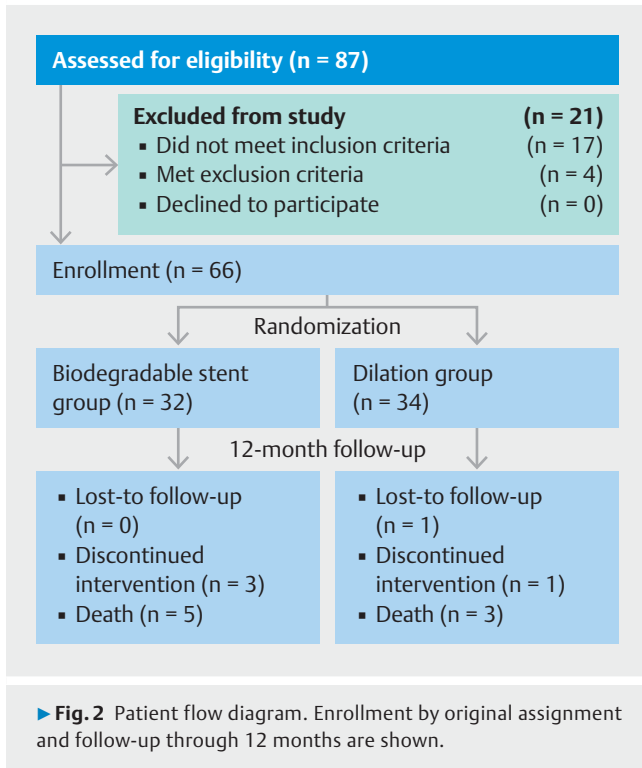 Assessed for eligibility (n = 87)
Excluded from study (n = 21)
▪ Did not meet inclusion criteria (n = 17)
▪ Met exclusion criteria (n = 4)
▪ Declined to participate (n = 0)
Enrollment (n = 66)
Randomization
Biodegradable stent
group (n = 32)
Dilation group
(n = 34)
12-month follow-up
▪ Lost-to follow-up
(n = 0)
▪ Discontinued
intervention (n = 3)
▪ Death (n = 5)
▪ Lost-to follow-up
(n = 1)
▪ Discontinued
intervention (n = 1)
▪ Death (n = 3)
▶ Fig. 2 Patient flow diagram. Enrollment by original assignment
and follow-up through 12 months are shown.